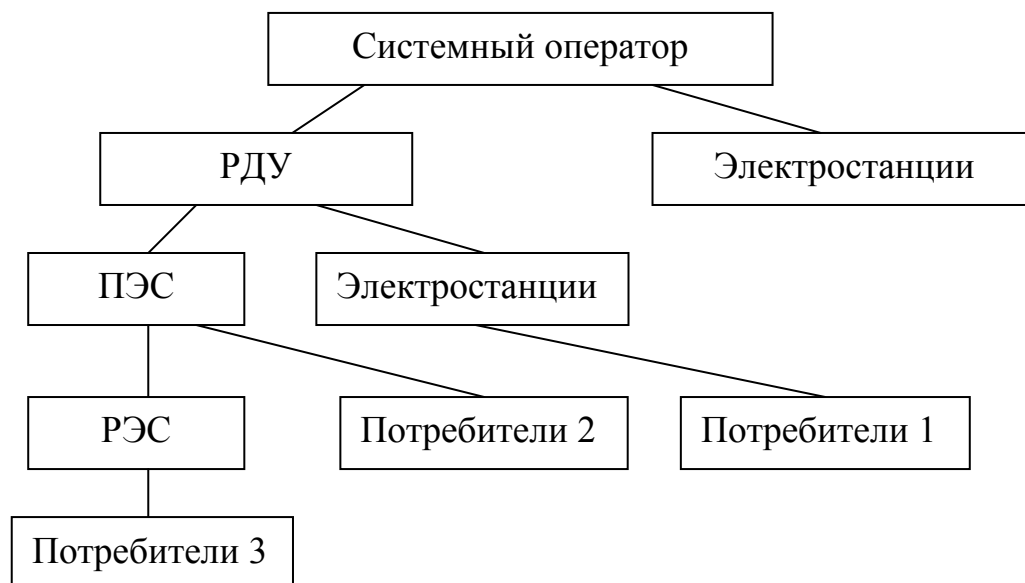 Системный оператор
РДУ
Электростанции
ПЭС
Электростанции
РЭС
Потребители 2
Потребители 1
Потребители 3